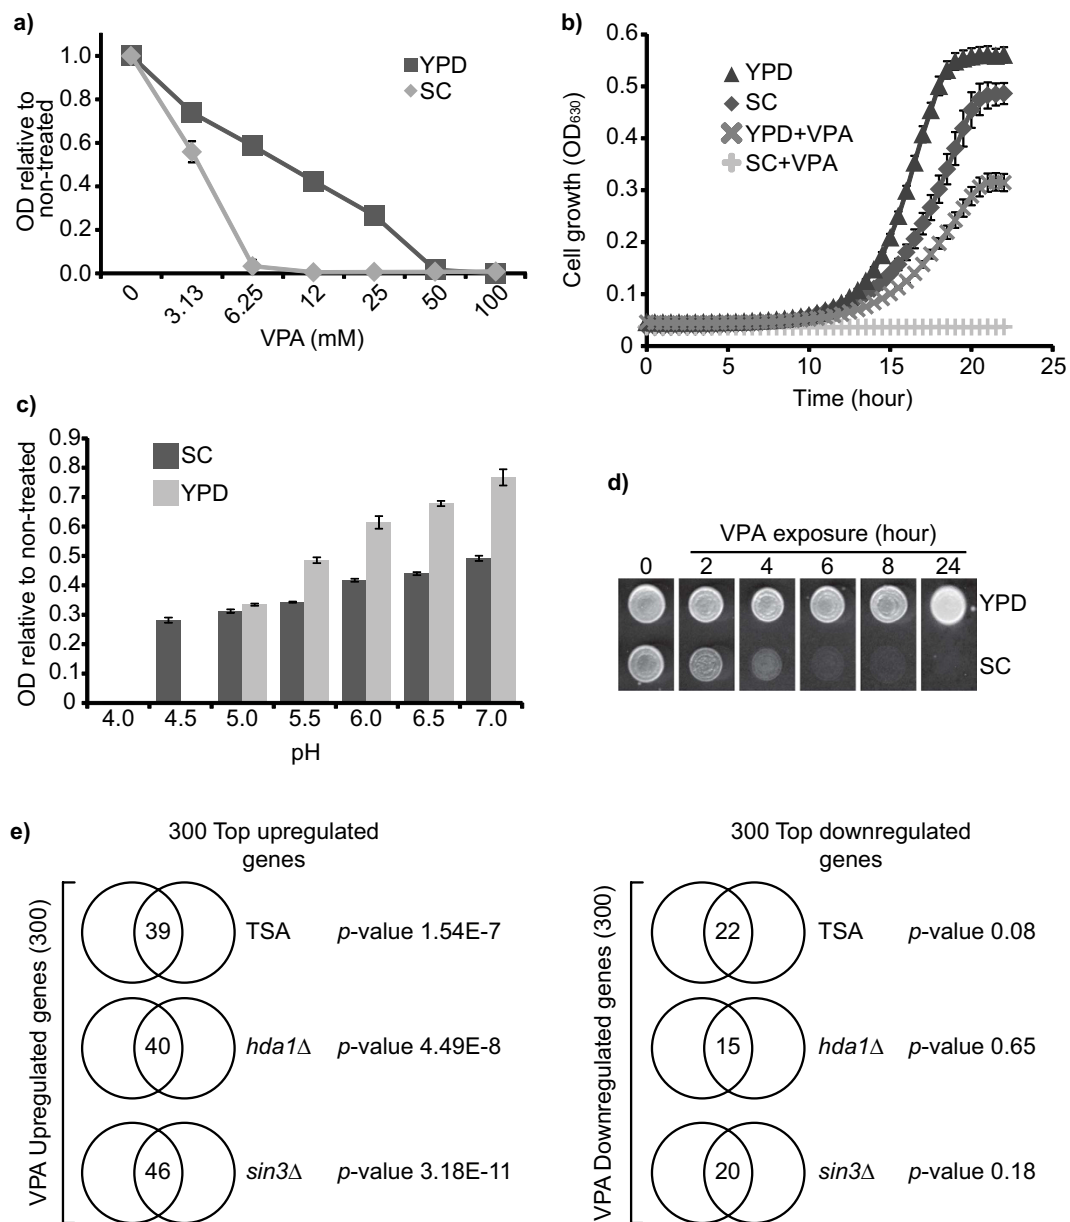 a)
OD relative to
non-treated
1.0
0.8
0.6
0.4
0.2
0.0
YPD
SC
0 3.13 6.25 12 25 50 100
VPA (mM)
b)
Cell growth (OD630)
0.6
0.5
0.4
0.3
0.2
0.1
0
YPD
SC
YPD+VPA
SC+VPA
0 5 10 15 20 25
Time (hour)
c)
OD relative to non-treated
0.9
0.8
0.7
0.6
0.5
0.4
0.3
0.2
0.1
0
SC
YPD
4.0 4.5 5.0 5.5 6.0 6.5 7.0
pH
d)
VPA exposure (hour)
0 2 4 6 8 24
YPD
SC
e)
300 Top upregulated
genes
VPA Upregulated genes (300)
39 TSA p-value 1.54E-7
40 hda1Δ p-value 4.49E-8
46 sin3Δ p-value 3.18E-11
300 Top downregulated
genes
VPA Downregulated genes (300)
22 TSA p-value 0.08
15 hda1Δ p-value 0.65
20 sin3Δ p-value 0.18